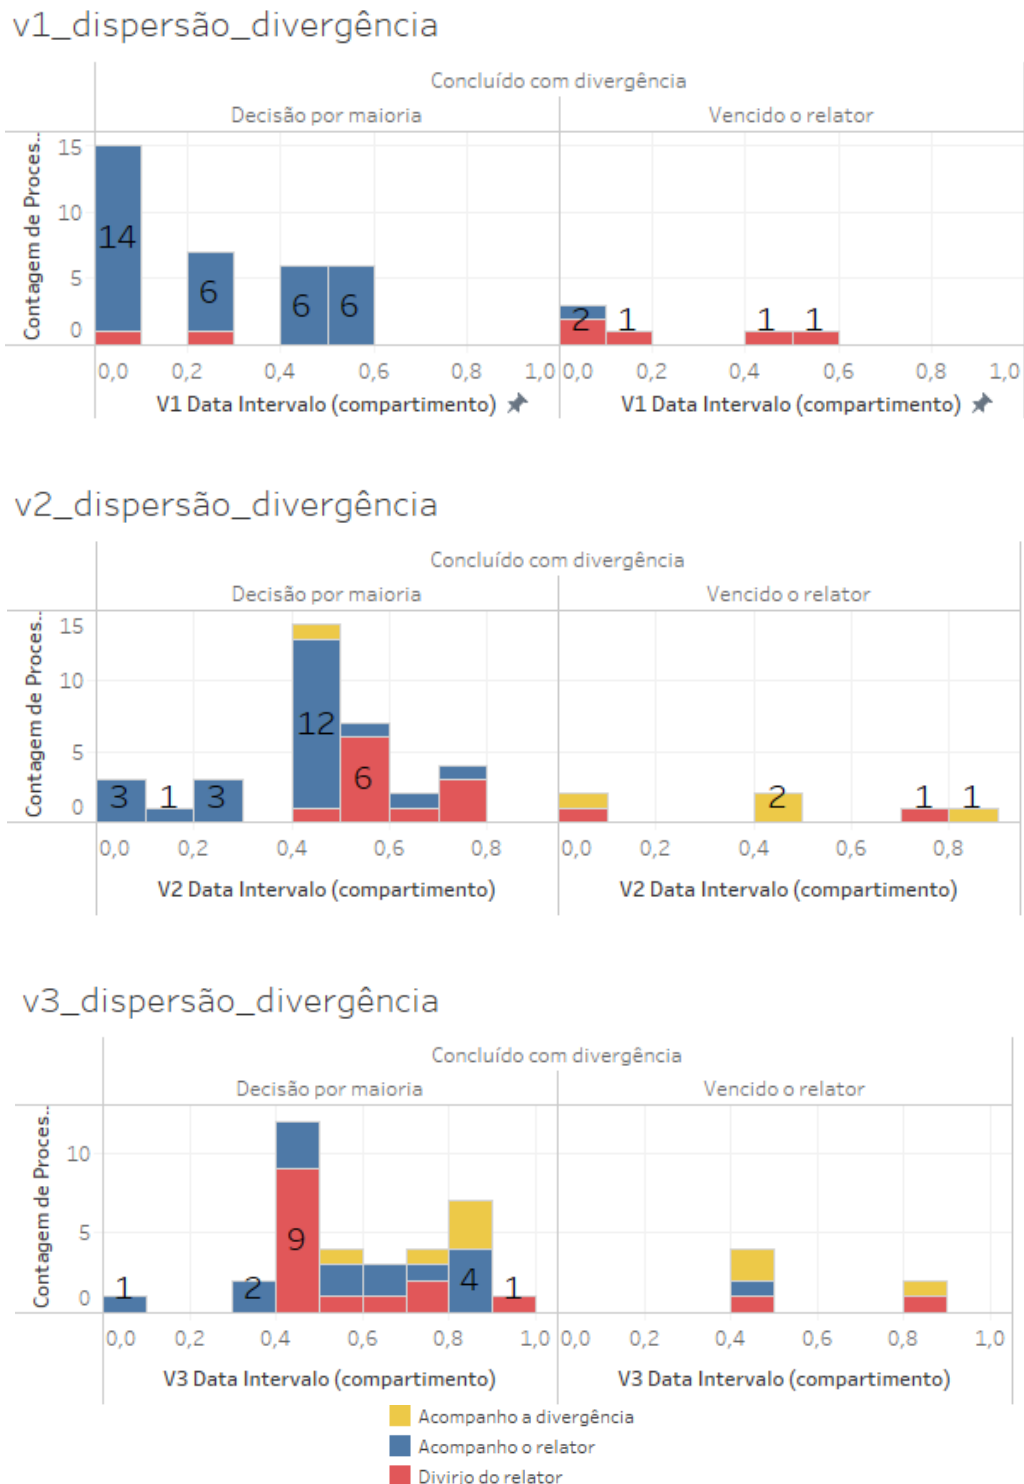 v1_dispersão_divergência
Concluído com divergência
Decisão por maioria Vencido o relator
Contagem de Proces..
15
10
5
0
14
6
6
6
2
1
1
1
0,0 0,2 0,4 0,6 0,8 1,0 0,0 0,2 0,4 0,6 0,8 1,0
V1 Data Intervalo (compartimento) V1 Data Intervalo (compartimento)
v2_dispersão_divergência
Concluído com divergência
Decisão por maioria Vencido o relator
Contagem de Proces..
15
10
5
0
3
1
3
12
6
2
1
1
0,0 0,2 0,4 0,6 0,8 0,0 0,2 0,4 0,6 0,8
V2 Data Intervalo (compartimento) V2 Data Intervalo (compartimento)
v3_dispersão_divergência
Concluído com divergência
Decisão por maioria Vencido o relator
Contagem de Proces..
10
5
0
1
2
9
4
1
0,0 0,2 0,4 0,6 0,8 1,0 0,0 0,2 0,4 0,6 0,8 1,0
V3 Data Intervalo (compartimento) V3 Data Intervalo (compartimento)
Acompanho a divergência
Acompanho o relator
Divirjo do relator